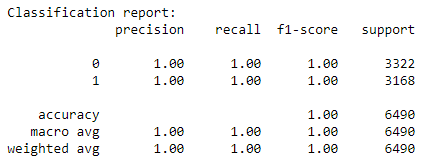 Classification report:
precision recall f1-score support
0 1.00 1.00 1.00 3322
1 1.00 1.00 1.00 3168
accuracy 1.00 6490
macro avg 1.00 1.00 1.00 6490
weighted avg 1.00 1.00 1.00 6490